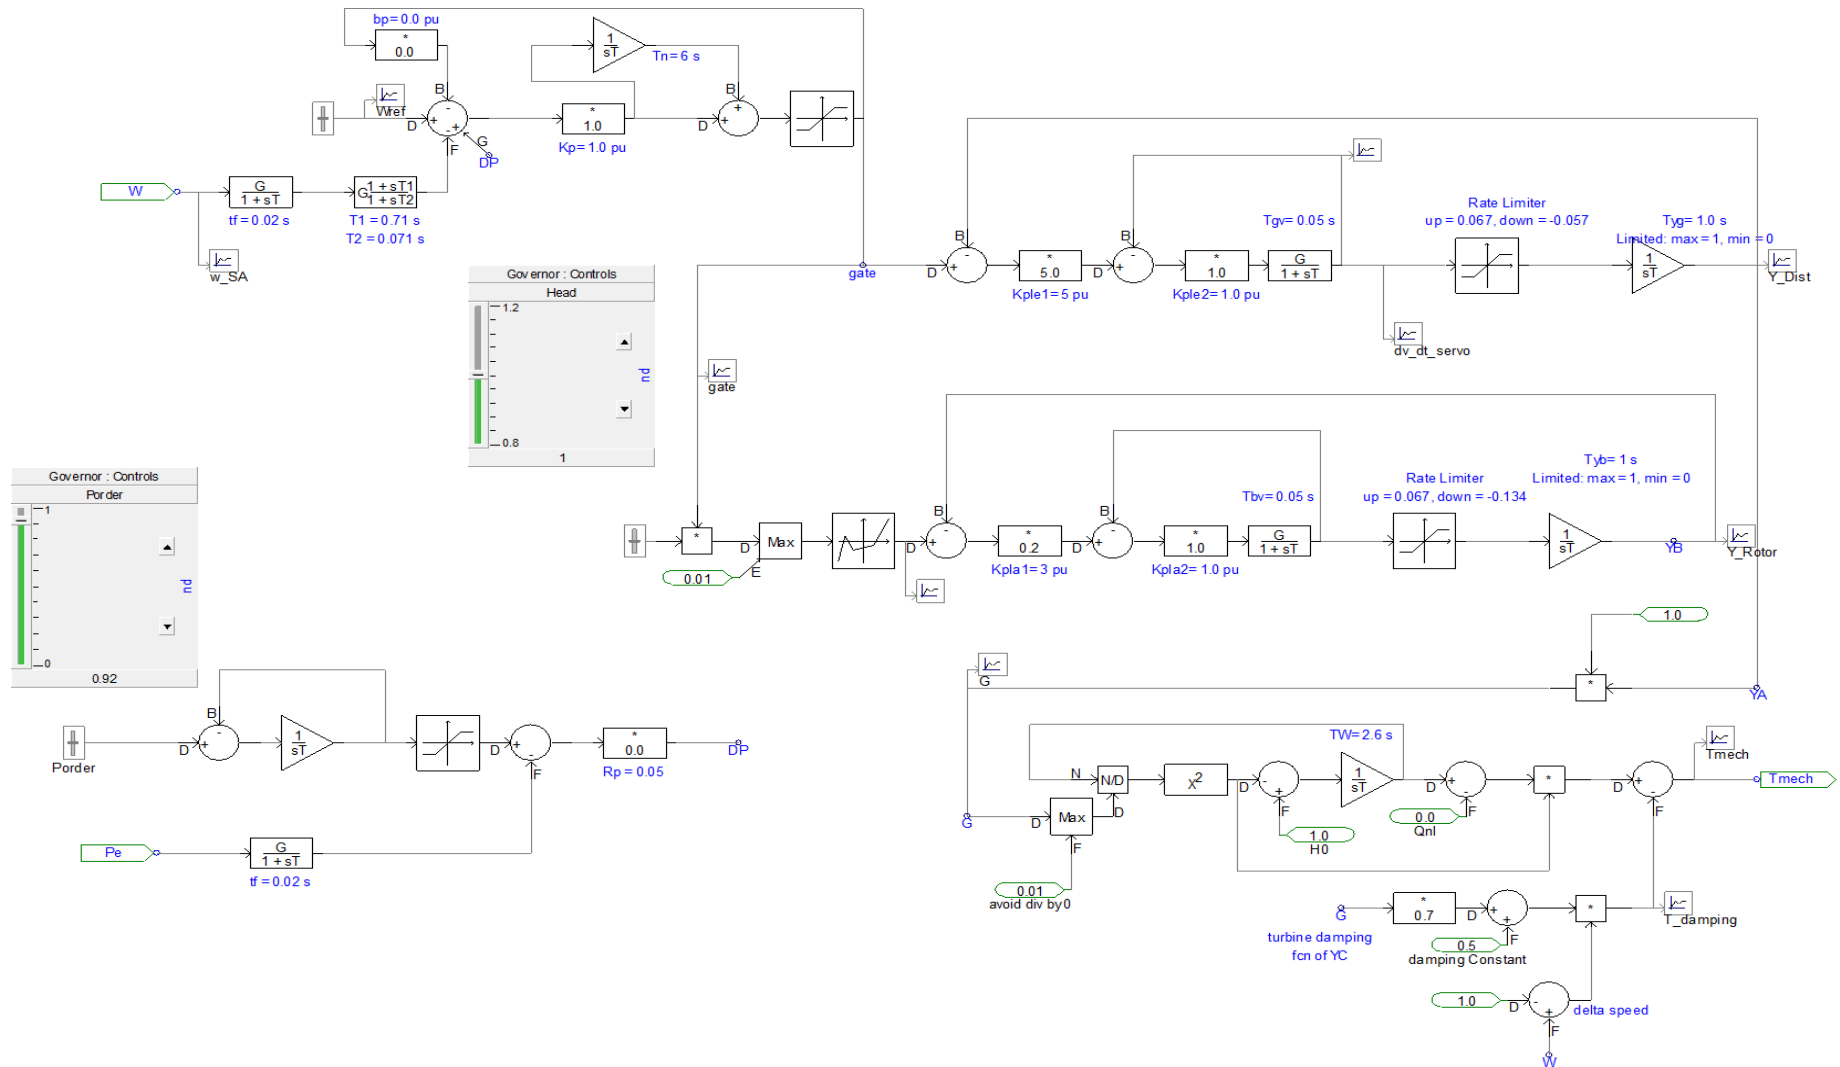 bp= 0.0 pu
*
0.0
B
Wref
D
+
-
-
+
F
G
DP
1
sT
Tn= 6 s
*
1.0
Kp= 1.0 pu
B
+
D
+
W
G
1 + sT
tf = 0.02 s
G
1 + sT1
1 + sT2
T1 = 0.71 s
T2 = 0.071 s
w_SA
gate
B
-
D
+
*
5.0
Kple1= 5 pu
B
-
D
+
*
1.0
Kple2= 1.0 pu
Tgv= 0.05 s
G
1 + sT
Rate Limiter
up = 0.067, down = -0.057
Tyg= 1.0 s
Limited: max = 1, min = 0
1
sT
Y_Dist
dv_dt_servo
Governor : Controls
Head
1.2
pu
0.8
1
gate
Governor : Controls
Porder
1
pu
0
0.92
*
D
Max
E
0.01
D
B
-
+
*
0.2
Kpla1= 3 pu
B
-
D
+
*
1.0
Kpla2= 1.0 pu
Tbv= 0.05 s
G
1 + sT
Rate Limiter
up = 0.067, down = -0.134
Tyb= 1 s
Limited: max = 1, min = 0
1
sT
YB
Y_Rotor
1.0
*
YA
G
Porder
B
-
D
+
1
sT
D
+
-
F
*
0.0
Rp = 0.05
DP
Pe
G
1 + sT
tf = 0.02 s
G
D
Max
F
0.01
avoid div by0
N
N/D
D
X2
D
-
+
F
1.0
H0
TW= 2.6 s
1
sT
D
+
-
F
0.0
Qnl
*
D
+
-
F
Tmech
Tmech
G
turbine damping
fcn of YC
*
0.7
D
+
+
F
0.5
damping Constant
*
T_damping
1.0
D
-
+
F
delta speed
W